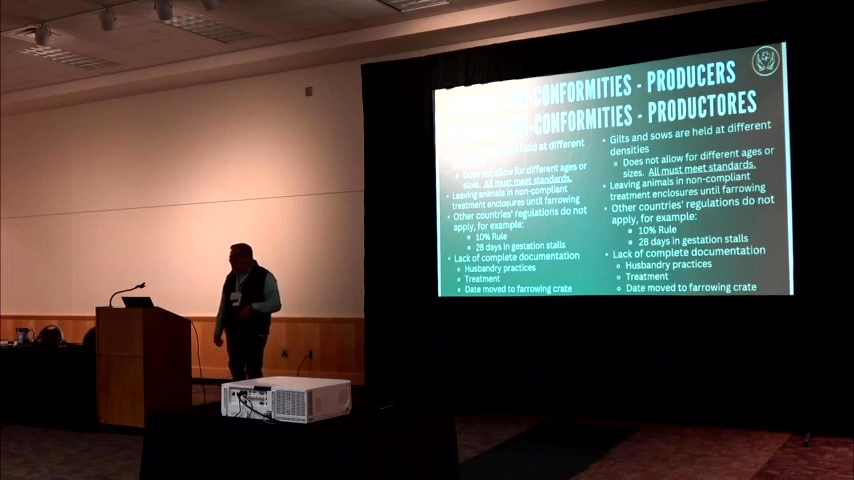 -CONFORMITIES - PRODUCERS
-CONFORMITIES - PRODUCTORES
held at different
Does not allow for different ages or
sizes. All must meet standards.
• Leaving animals in non-compliant
treatment enclosures until farrowing
• Other countries' regulations do not
apply, for example:
10% Rule
28 days in gestation stalls
• Lack of complete documentation
Husbandry practices
Treatment
Date moved to farrowing crate
• Gilts and sows are held at different
densities
Does not allow for different ages or
sizes. All must meet standards.
• Leaving animals in non-compliant
treatment enclosures until farrowing
• Other countries' regulations do not
apply, for example:
10% Rule
28 days in gestation stalls
• Lack of complete documentation
Husbandry practices
Treatment
Date moved to farrowing crate